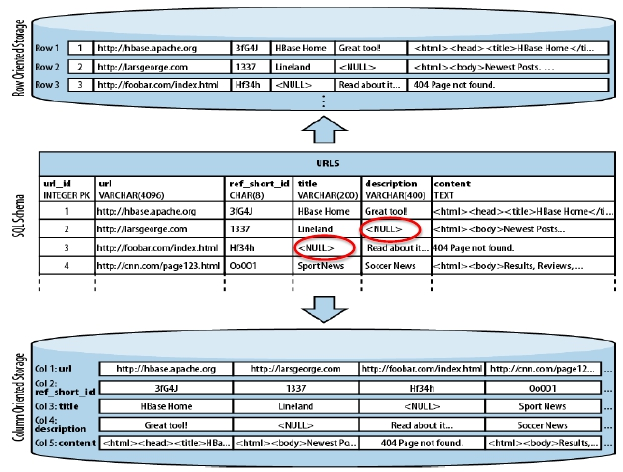 Row Oriented Storage
Row 1 1 http://hbase.apache.org 3fG4J HBase Home Great tool! <html><head><title>HBase Home</ti...
Row 2 2 http://larsgeorge.com 1337 Lineland <NULL> <html><body>Newest Posts.....
Row 3 3 http://foobar.com/index.html Hf34h <NULL> Read about it... 404 Page not found.
SQL Schema
URLS
url_id url ref_short_id title description content
INTEGER PK VARCHAR(4096) CHAR(8) VARCHAR(200) VARCHAR(400) TEXT
1 http://hbase.apache.org 3fG4J HBase Home Great tool! <html><head><title>HBase Home</ti...
2 http://larsgeorge.com 1337 Lineland <NULL> <html><body>Newest Posts...
3 http://foobar.com/index.html Hf34h <NULL> Read about it... 404 Page not found.
4 http://cnn.com/page123.html Oo0O1 Sport News Soccer News <html><body>Results, Reviews,...
Column Oriented Storage
Col 1: url http://hbase.apache.org http://larsgeorge.com http://foobar.com/index.html http://cnn.com/page12... ...
Col 2:
ref_short_id 3fG4J 1337 Hf34h Oo0O1 ...
Col 3: title HBase Home Lineland <NULL> Sport News ...
Col 4:
description Great tool! <NULL> Read about it... Soccer News ...
Col 5: content <html><head><title>HBa... <html><body>Newest Po... 404 Page not found. <html><body>Results,... ...